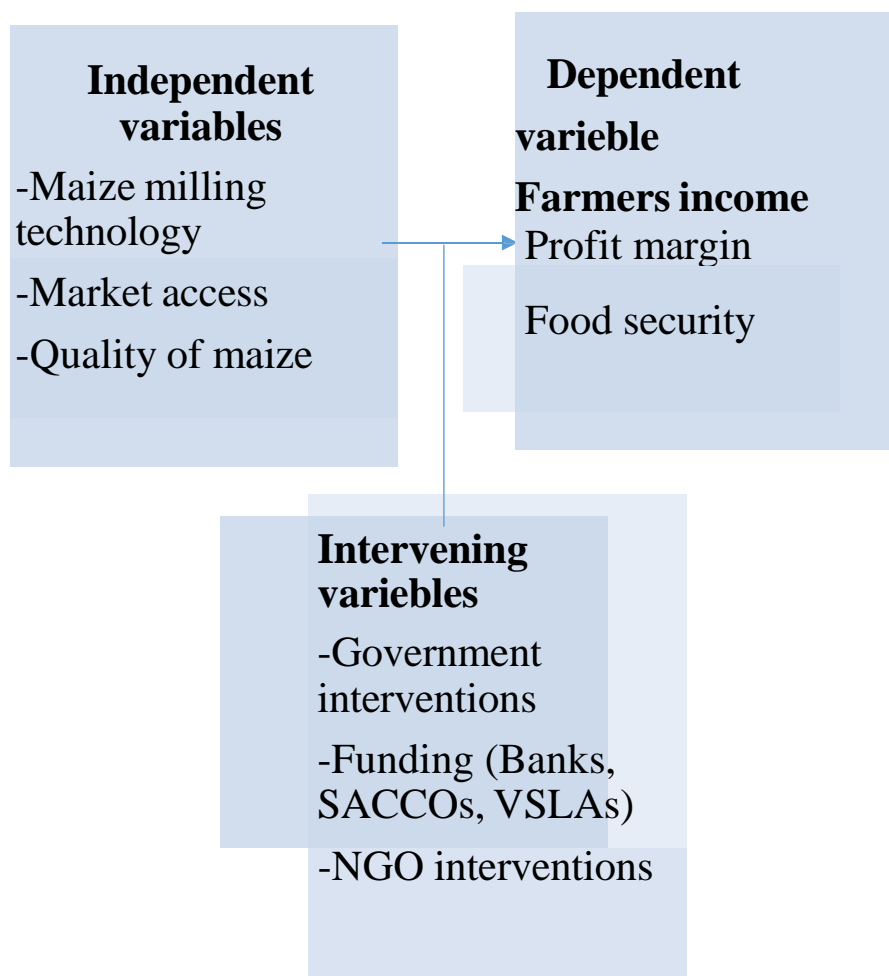 Independent
variables
-Maize milling
technology
-Market access
-Quality of maize
Dependent
varieble
Farmers income
Profit margin
Food security
Intervening
variebles
-Government
interventions
-Funding (Banks,
SACCOs, VSLAs)
-NGO interventions